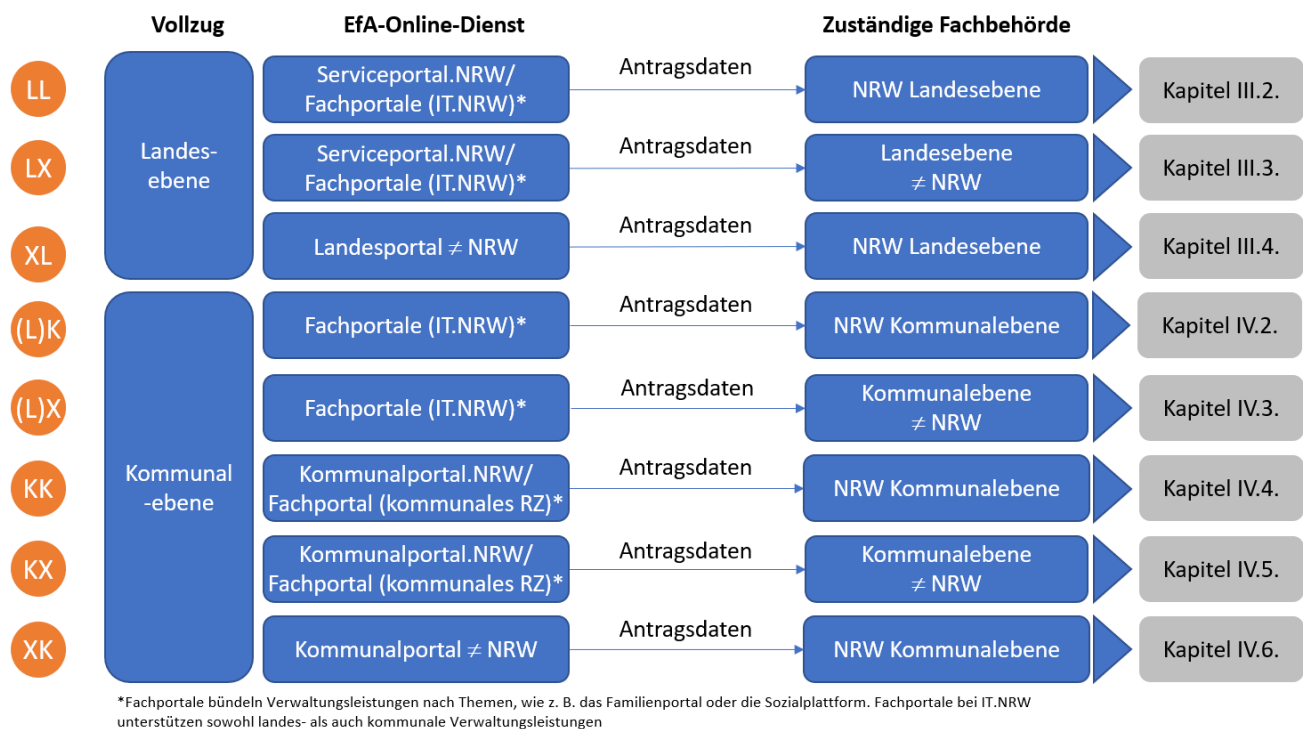 Vollzug
EfA-Online-Dienst
Zuständige Fachbehörde
LL
Serviceportal.NRW/
Fachportale (IT.NRW)*
Antragsdaten
NRW Landesebene
Kapitel III.2.
Landes-
ebene
LX
Serviceportal.NRW/
Fachportale (IT.NRW)*
Antragsdaten
Landesebene
≠ NRW
Kapitel III.3.
XL
Landesportal ≠ NRW
Antragsdaten
NRW Landesebene
Kapitel III.4.
(L)K
Fachportale (IT.NRW)*
Antragsdaten
NRW Kommunalebene
Kapitel IV.2.
(L)X
Fachportale (IT.NRW)*
Antragsdaten
Kommunalebene
≠ NRW
Kapitel IV.3.
Kommunal
-ebene
KK
Kommunalportal.NRW/
Fachportal (kommunales RZ)*
Antragsdaten
NRW Kommunalebene
Kapitel IV.4.
KX
Kommunalportal.NRW/
Fachportal (kommunales RZ)*
Antragsdaten
Kommunalebene
≠ NRW
Kapitel IV.5.
XK
Kommunalportal ≠ NRW
Antragsdaten
NRW Kommunalebene
Kapitel IV.6.
*Fachportale bündeln Verwaltungsleistungen nach Themen, wie z. B. das Familienportal oder die Sozialplattform. Fachportale bei IT.NRW
unterstützen sowohl landes- als auch kommunale Verwaltungsleistungen